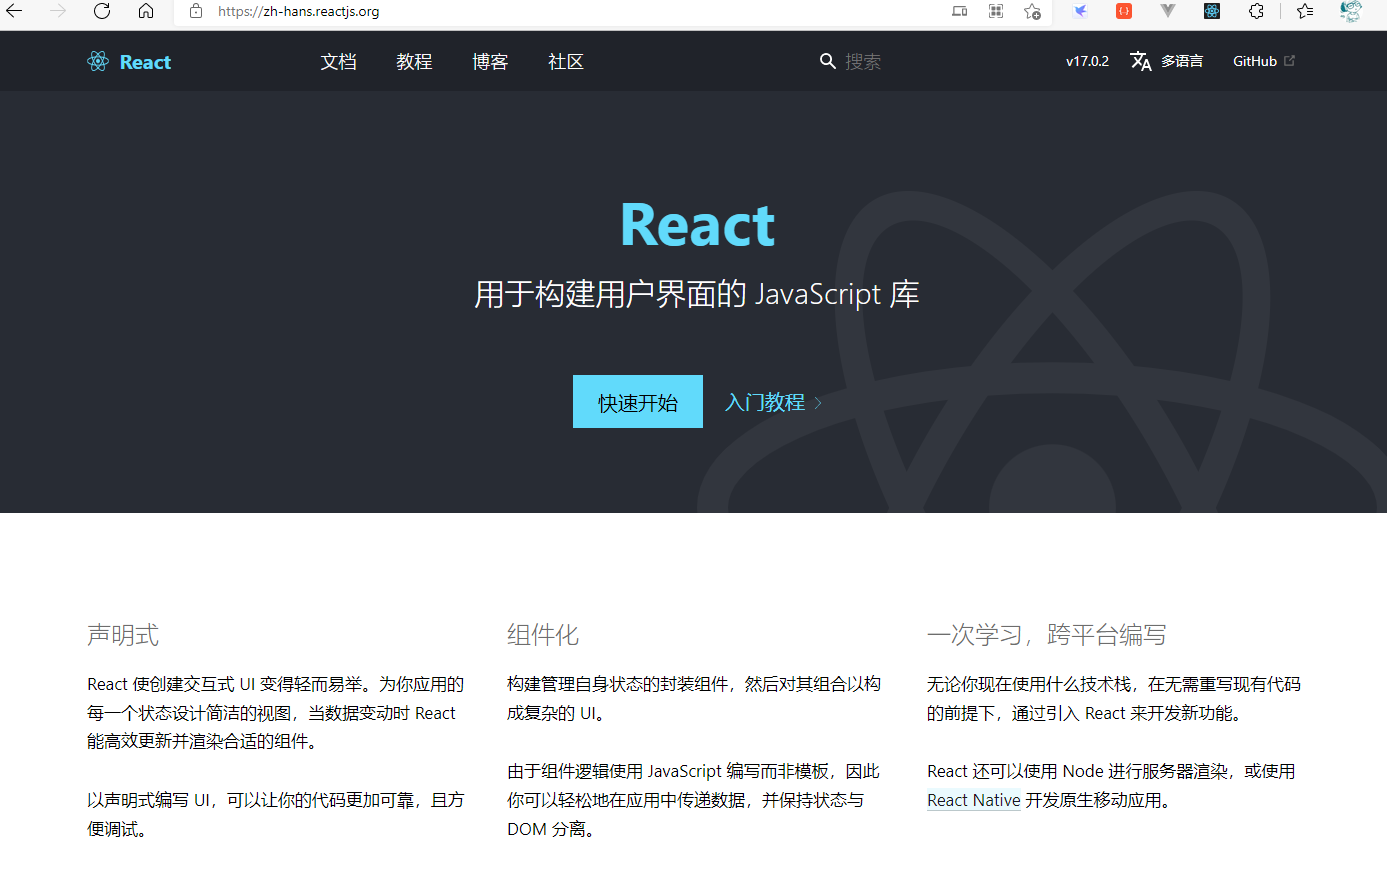 https://zh-hans.reactjs.org
React 文档 教程 博客 社区 搜索 v17.0.2 多语言 GitHub
React
用于构建用户界面的 JavaScript 库
快速开始 入门教程
声明式
React 使创建交互式 UI 变得轻而易举。为你应用的
每一个状态设计简洁的视图，当数据变动时 React
能高效更新并渲染合适的组件。
以声明式编写 UI，可以让你的代码更加可靠，且方
便调试。
组件化
构建管理自身状态的封装组件，然后对其组合以构
成复杂的 UI。
由于组件逻辑使用 JavaScript 编写而非模板，因此
你可以轻松地在应用中传递数据，并保持状态与
DOM 分离。
一次学习，跨平台编写
无论你现在使用什么技术栈，在无需重写现有代码
的前提下，通过引入 React 来开发新功能。
React 还可以使用 Node 进行服务器渲染，或使用
React Native 开发原生移动应用。